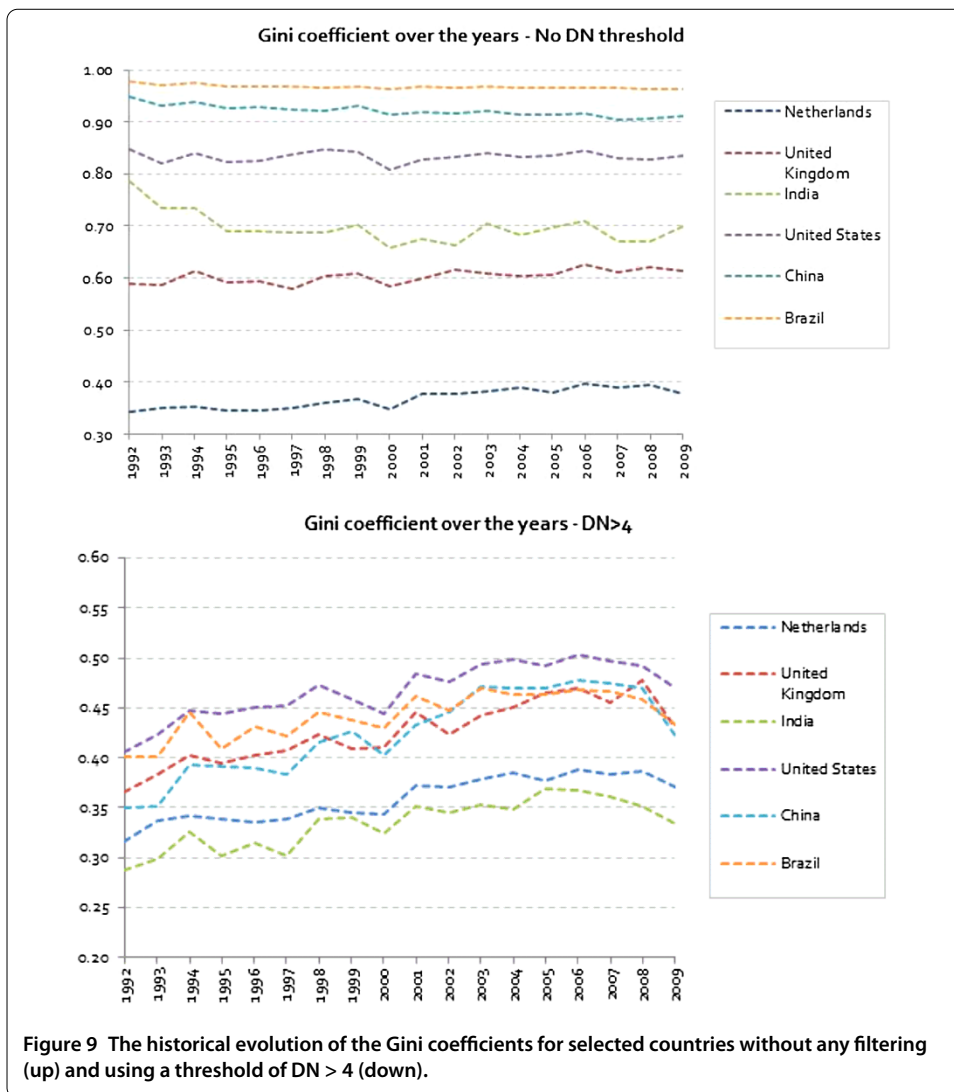 Gini coefficient over the years - No DN threshold
1.00
0.90
0.80
0.70
0.60
0.50
0.40
0.30
1992
1993
1994
1995
1996
1997
1998
1999
2000
2001
2002
2003
2004
2005
2006
2007
2008
2009
Netherlands
United
Kingdom
India
United States
China
Brazil
Gini coefficient over the years - DN>4
0.60
0.55
0.50
0.45
0.40
0.35
0.30
0.25
0.20
1992
1993
1994
1995
1996
1997
1998
1999
2000
2001
2002
2003
2004
2005
2006
2007
2008
2009
Netherlands
United
Kingdom
India
United States
China
Brazil
Figure 9 The historical evolution of the Gini coefficients for selected countries without any filtering
(up) and using a threshold of DN > 4 (down).